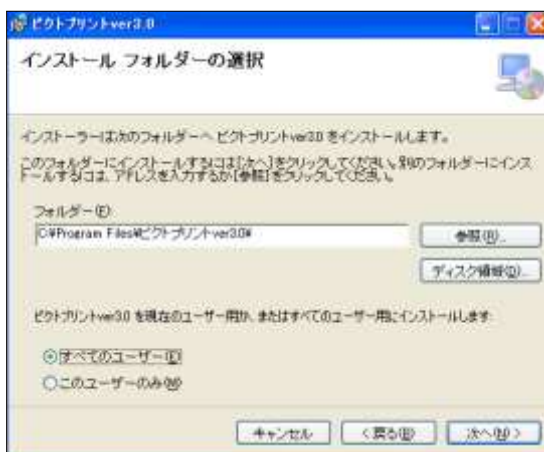 ピクトプリントver3.0
インストール フォルダーの選択
インストーラーは次のフォルダーへ ピクトプリントver3.0 をインストールします。
このフォルダーにインストールするには[次へ]をクリックしてください。別のフォルダーにインス
トールするには、アドレスを入力するか[参照]をクリックしてください。
フォルダー(F):
C:¥Program Files¥ピクトプリントver3.0¥
参照(R)...
ディスク領域(D)...
ピクトプリントver3.0 を現在のユーザー用か、またはすべてのユーザー用にインストールします:
すべてのユーザー(E)
このユーザーのみ(M)
キャンセル
< 戻る(B)
次へ(N) >